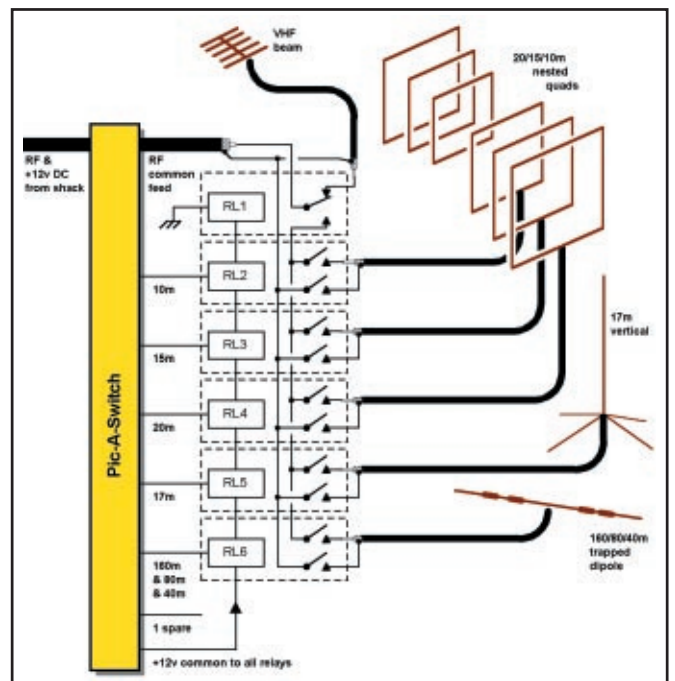 VHF
beam
20/15/10m
nested
quads
RF &
+12v DC
from shack
RF
common
feed
RL1
RL2
10m
17m
vertical
RL3
15m
Pic-A-Switch
RL4
20m
RL5
17m
RL6
160m
& 80m
& 40m
160/80/40m
trapped
dipole
1 spare
+12v common to all relays